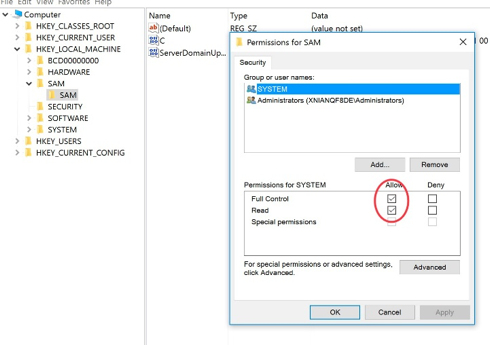 File Edit View Favorites Help
Computer
HKEY_CLASSES_ROOT
HKEY_CURRENT_USER
HKEY_LOCAL_MACHINE
BCD00000000
HARDWARE
SAM
SAM
SECURITY
SOFTWARE
SYSTEM
HKEY_USERS
HKEY_CURRENT_CONFIG
Name Type Data
(Default) REG_SZ (value not set)
C
ServerDomainUp...
00
Permissions for SAM
Security
Group or user names:
SYSTEM
Administrators (XNIANQF8DE\Administrators)
Add... Remove
Permissions for SYSTEM Allow Deny
Full Control
Read
Special permissions
For special permissions or advanced settings,
click Advanced.
Advanced
OK Cancel Apply